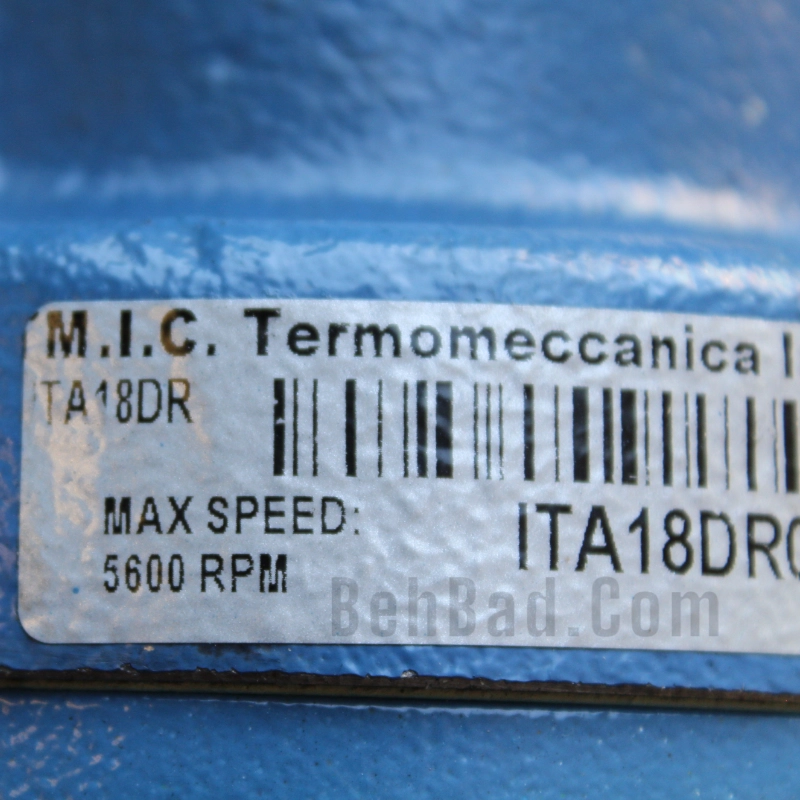 M.I.C. Termomeccanica
TA18DR
MAX SPEED:
5600 RPM
ITA18DR
BehBad.Com